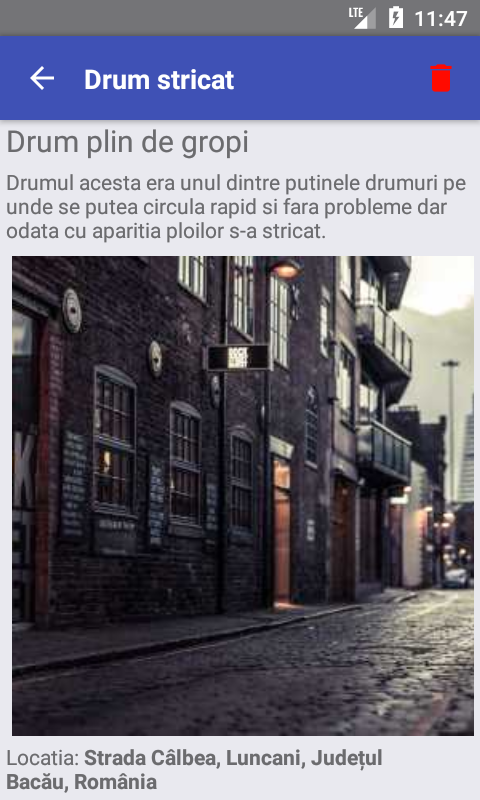 LTE 11:47
Drum stricat
Drum plin de gropi
Drumul acesta era unul dintre putinele drumuri pe
unde se putea circula rapid si fara probleme dar
odata cu aparitia ploilor s-a stricat.
K
Locatia: Strada Câlbea, Luncani, Județul
Bacău, România